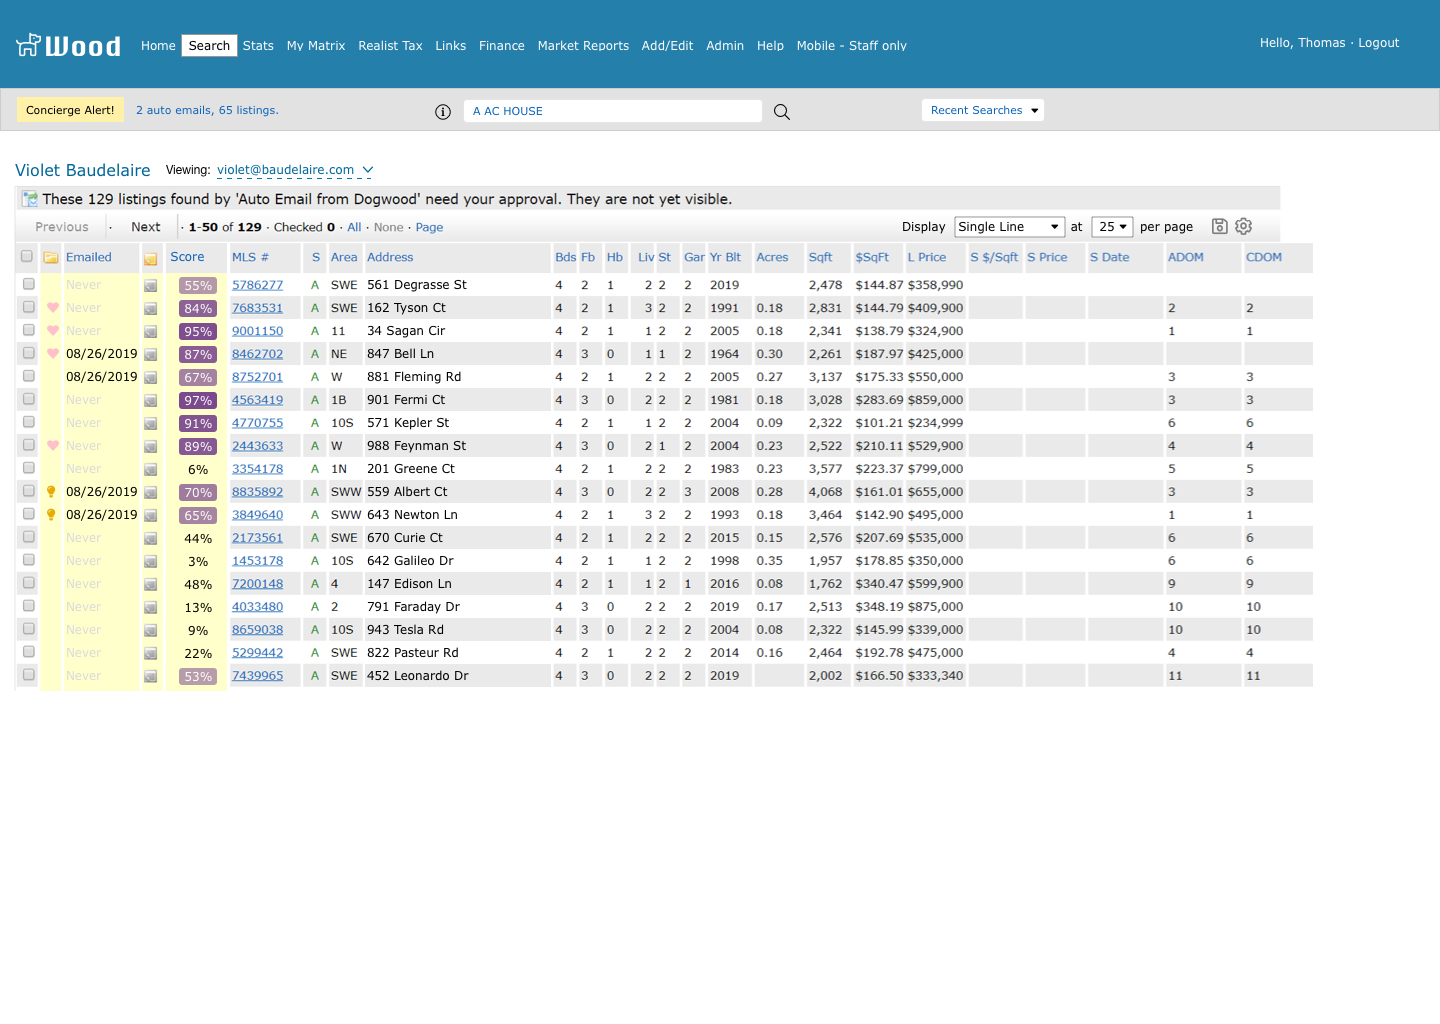 Wood Home Search Stats My Matrix Realist Tax Links Finance Market Reports Add/Edit Admin Help Mobile - Staff only Hello, Thomas · Logout
Concierge Alert! 2 auto emails, 65 listings. A AC HOUSE Recent Searches
Violet Baudelaire Viewing: violet@baudelaire.com
These 129 listings found by 'Auto Email from Dogwood' need your approval. They are not yet visible.
Previous · Next · 1-50 of 129 · Checked 0 · All · None · Page Display Single Line at 25 per page
Emailed Score MLS # S Area Address Bds Fb Hb Liv St Gar Yr Blt Acres Sqft $SqFt L Price S $/Sqft S Price S Date ADOM CDOM
Never 55% 5786277 A SWE 561 Degrasse St 4 2 1 2 2 2 2019 2,478 $144.87 $358,990
Never 84% 7683531 A SWE 162 Tyson Ct 4 2 1 3 2 2 1991 0.18 2,831 $144.79 $409,900 2 2
Never 95% 9001150 A 11 34 Sagan Cir 4 2 1 1 2 2 2005 0.18 2,341 $138.79 $324,900 1 1
08/26/2019 87% 8462702 A NE 847 Bell Ln 4 3 0 1 1 2 1964 0.30 2,261 $187.97 $425,000
08/26/2019 67% 8752701 A W 881 Fleming Rd 4 2 1 2 2 2 2005 0.27 3,137 $175.33 $550,000 3 3
Never 97% 4563419 A 1B 901 Fermi Ct 4 3 0 2 2 2 1981 0.18 3,028 $283.69 $859,000 3 3
Never 91% 4770755 A 10S 571 Kepler St 4 2 1 1 2 2 2004 0.09 2,322 $101.21 $234,999 6 6
Never 89% 2443633 A W 988 Feynman St 4 3 0 2 1 2 2004 0.23 2,522 $210.11 $529,900 4 4
Never 6% 3354178 A 1N 201 Greene Ct 4 2 1 2 2 2 1983 0.23 3,577 $223.37 $799,000 5 5
08/26/2019 70% 8835892 A SWW 559 Albert Ct 4 3 0 2 2 3 2008 0.28 4,068 $161.01 $655,000 3 3
08/26/2019 65% 3849640 A SWW 643 Newton Ln 4 2 1 3 2 2 1993 0.18 3,464 $142.90 $495,000 1 1
Never 44% 2173561 A SWE 670 Curie Ct 4 2 1 2 2 2 2015 0.15 2,576 $207.69 $535,000 6 6
Never 3% 1453178 A 10S 642 Galileo Dr 4 2 1 1 2 2 1998 0.35 1,957 $178.85 $350,000 6 6
Never 48% 7200148 A 4 147 Edison Ln 4 2 1 1 2 1 2016 0.08 1,762 $340.47 $599,900 9 9
Never 13% 4033480 A 2 791 Faraday Dr 4 3 0 2 2 2 2019 0.17 2,513 $348.19 $875,000 10 10
Never 9% 8659038 A 10S 943 Tesla Rd 4 3 0 2 2 2 2004 0.08 2,322 $145.99 $339,000 10 10
Never 22% 5299442 A SWE 822 Pasteur Rd 4 2 1 2 2 2 2014 0.16 2,464 $192.78 $475,000 4 4
Never 53% 7439965 A SWE 452 Leonardo Dr 4 3 0 2 2 2 2019 2,002 $166.50 $333,340 11 11